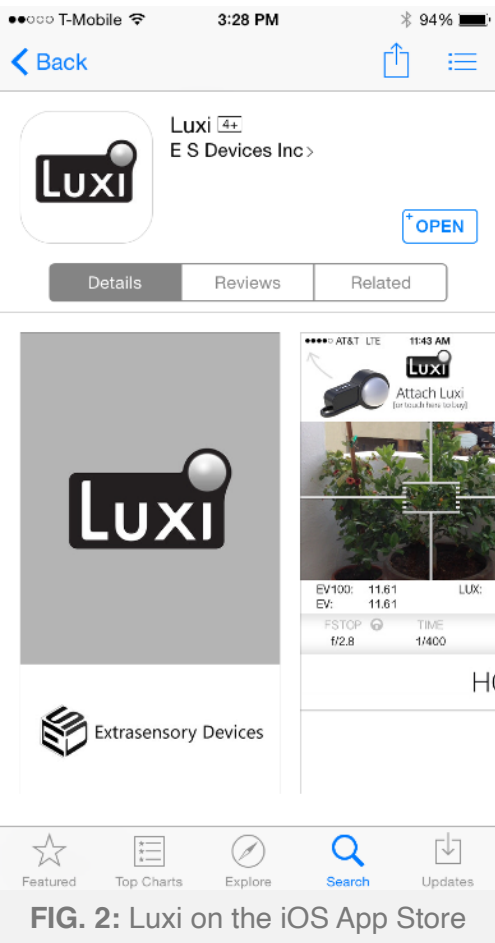 T-Mobile 3:28 PM 94%
Back
Luxi 4+
E S Devices Inc >
+ OPEN
Details Reviews Related
Luxi
Luxi
Extrasensory Devices
AT&T LTE 11:43 AM
Luxi
Attach Luxi
[or touch here to buy]
EV100: 11.61 LUX:
EV: 11.61
FSTOP TIME
f/2.8 1/400
HO
Featured Top Charts Explore Search Updates
FIG. 2: Luxi on the iOS App Store